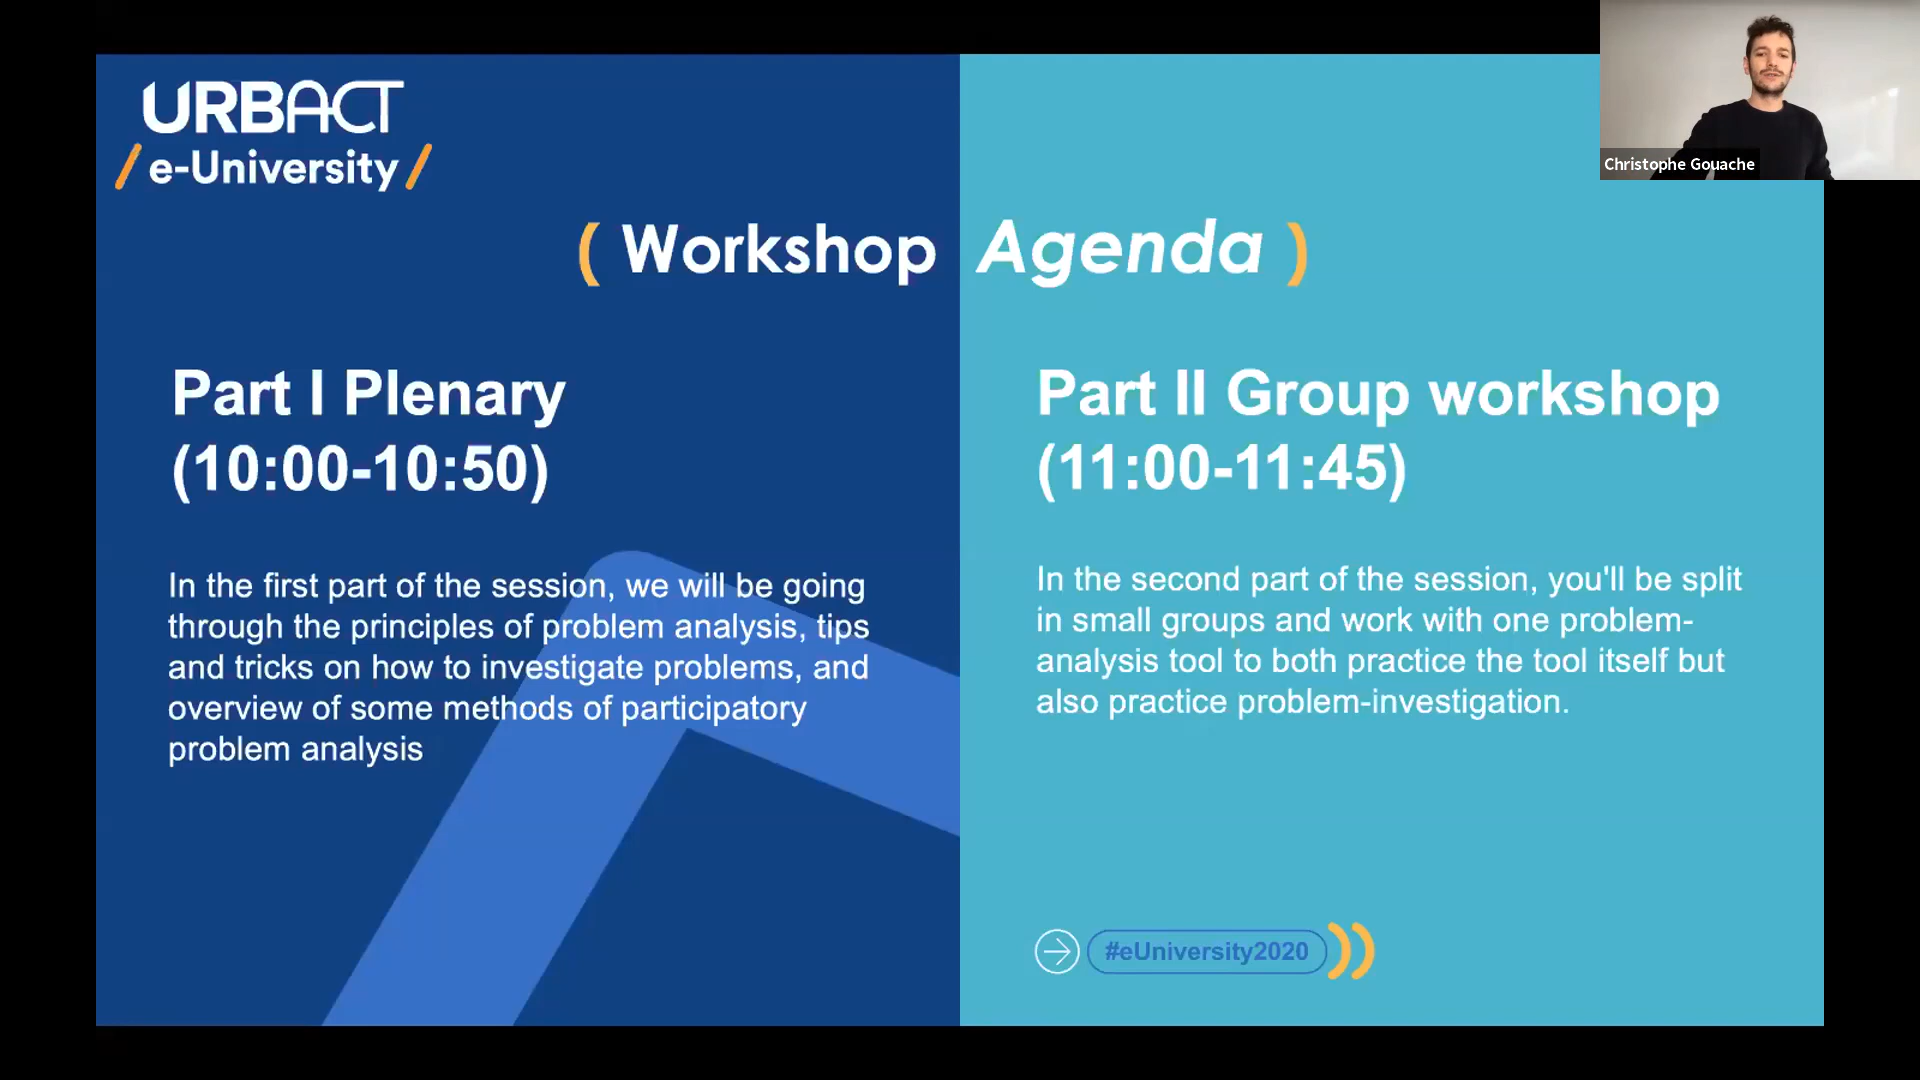 URBACT
/ e-University /
Christophe Gouache
( Workshop Agenda )
Part I Plenary
(10:00-10:50)
In the first part of the session, we will be going
through the principles of problem analysis, tips
and tricks on how to investigate problems, and
overview of some methods of participatory
problem analysis
Part II Group workshop
(11:00-11:45)
In the second part of the session, you'll be split
in small groups and work with one problem-
analysis tool to both practice the tool itself but
also practice problem-investigation.
#eUniversity2020